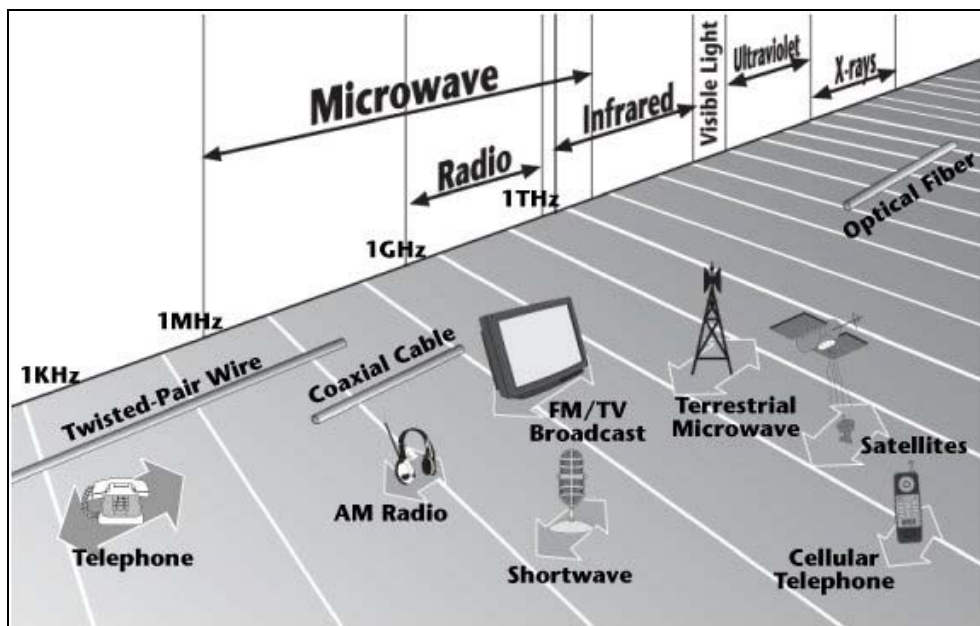 Microwave
Radio
Infrared
Visible Light
Ultraviolet
X-rays
1THz
1GHz
1MHz
1KHz
Optical Fiber
Twisted-Pair Wire
Coaxial Cable
FM/TV
Broadcast
Terrestrial
Microwave
Satellites
AM Radio
Telephone
Shortwave
Cellular
Telephone